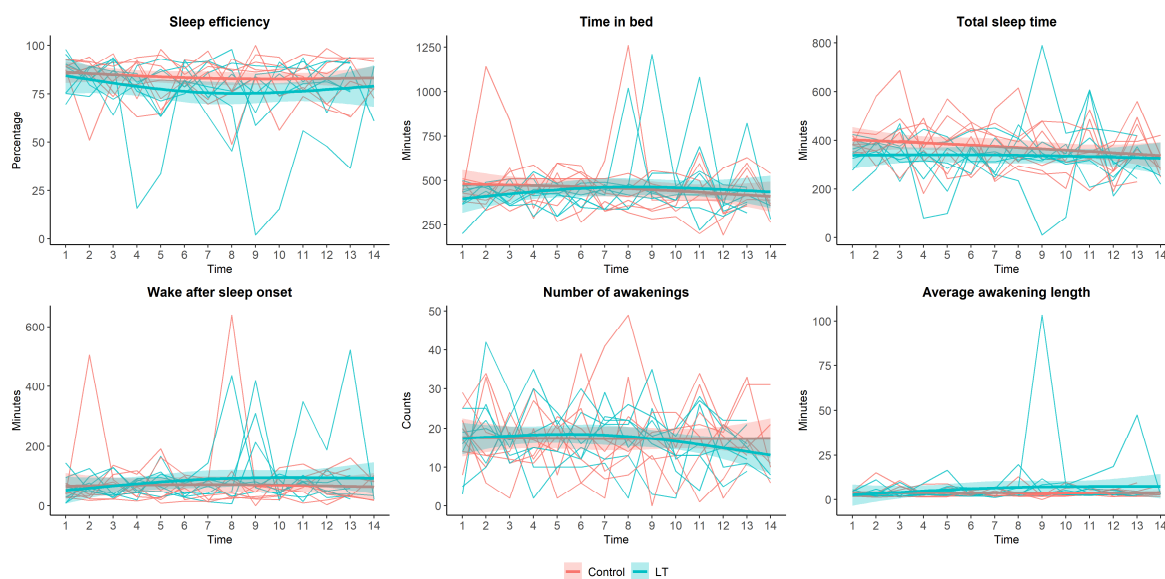 Sleep efficiency
Percentage
100
75
50
25
0
1 2 3 4 5 6 7 8 9 10 11 12 13 14
Time
Time in bed
Minutes
1250
1000
750
500
250
1 2 3 4 5 6 7 8 9 10 11 12 13 14
Time
Total sleep time
Minutes
800
600
400
200
0
1 2 3 4 5 6 7 8 9 10 11 12 13 14
Time
Wake after sleep onset
Minutes
600
400
200
0
1 2 3 4 5 6 7 8 9 10 11 12 13 14
Time
Number of awakenings
Counts
50
40
30
20
10
0
1 2 3 4 5 6 7 8 9 10 11 12 13 14
Time
Average awakening length
Minutes
100
75
50
25
0
1 2 3 4 5 6 7 8 9 10 11 12 13 14
Time
Control LT